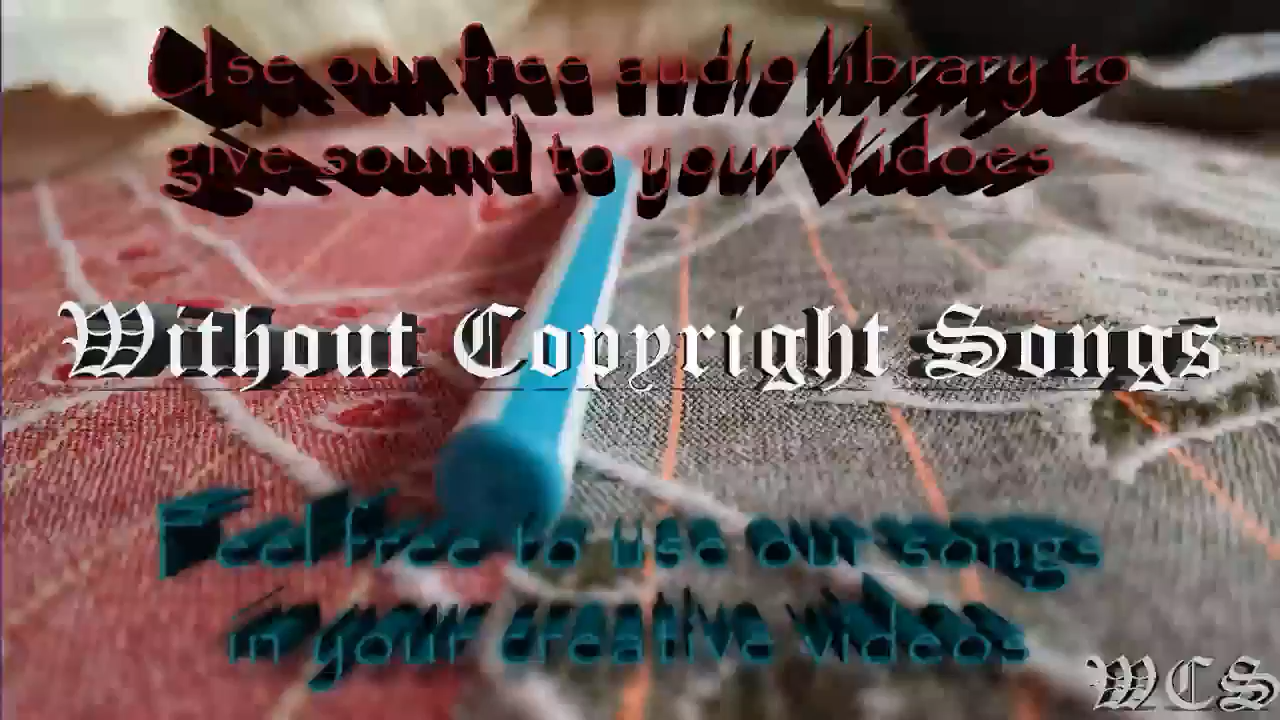 Use our free audio library to
give sound to your Vidoes
Without Copyright Songs
Feel free to use our songs
in your creative videos
WCS